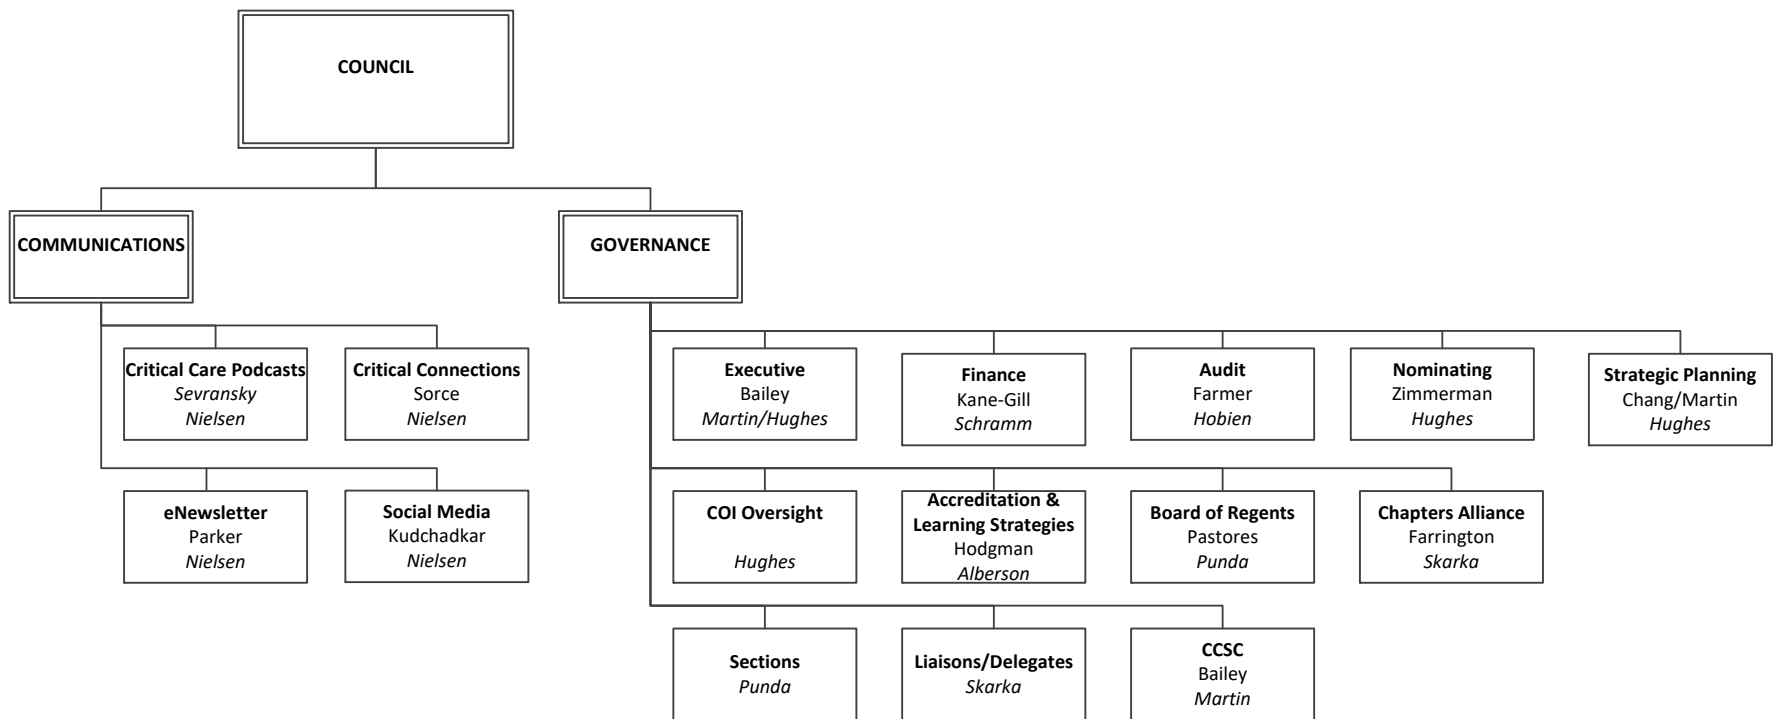 COUNCIL
COMMUNICATIONS
GOVERNANCE
Critical Care Podcasts
Sevransky
Nielsen
Critical Connections
Sorce
Nielsen
Executive
Bailey
Martin/Hughes
Finance
Kane-Gill
Schramm
Audit
Farmer
Hobien
Nominating
Zimmerman
Hughes
Strategic Planning
Chang/Martin
Hughes
eNewsletter
Parker
Nielsen
Social Media
Kudchadkar
Nielsen
COI Oversight
Hughes
Accreditation &
Learning Strategies
Hodgman
Alberson
Board of Regents
Pastores
Punda
Chapters Alliance
Farrington
Skarka
Sections
Punda
Liaisons/Delegates
Skarka
CCSC
Bailey
Martin